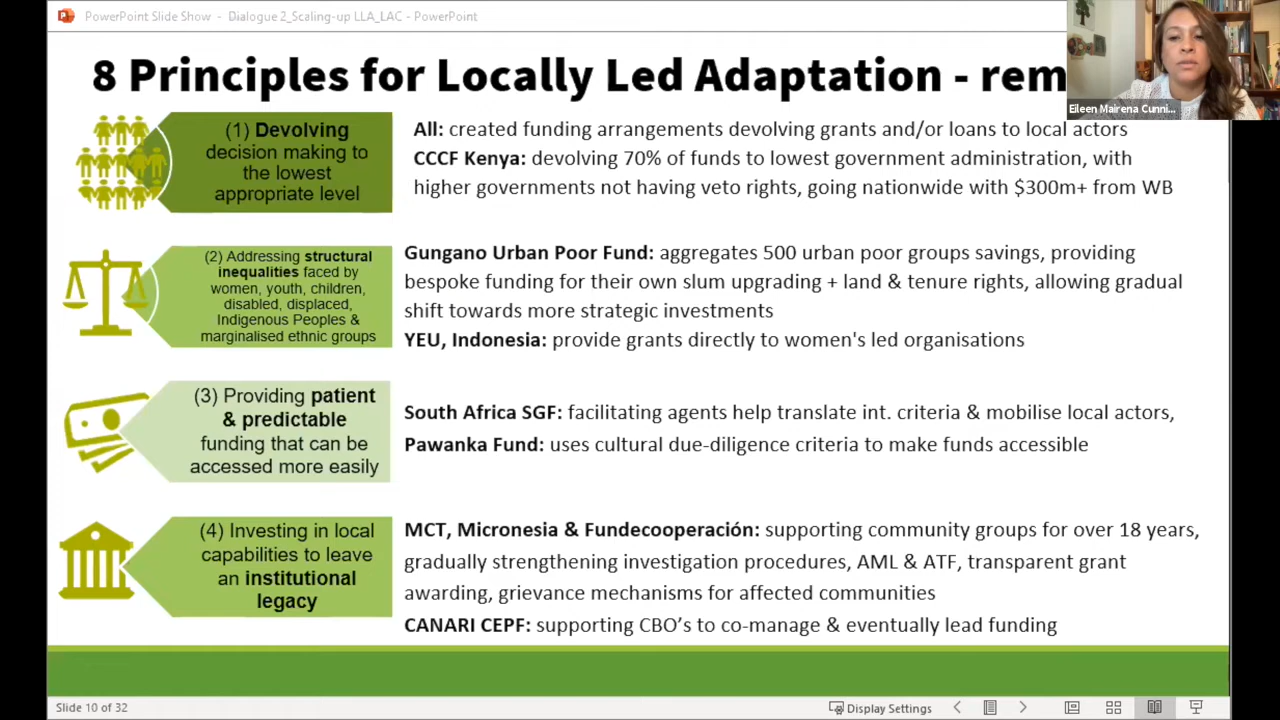 PowerPoint Slide Show - Dialogue 2_Scaling-up LLA_LAC - PowerPoint
8 Principles for Locally Led Adaptation - rem
Eileen Mairena Cunni...
(1) Devolving
decision making to
the lowest
appropriate level
All: created funding arrangements devolving grants and/or loans to local actors
CCCF Kenya: devolving 70% of funds to lowest government administration, with
higher governments not having veto rights, going nationwide with $300m+ from WB
(2) Addressing structural
inequalities faced by
women, youth, children,
disabled, displaced,
Indigenous Peoples &
marginalised ethnic groups
Gungano Urban Poor Fund: aggregates 500 urban poor groups savings, providing
bespoke funding for their own slum upgrading + land & tenure rights, allowing gradual
shift towards more strategic investments
YEU, Indonesia: provide grants directly to women's led organisations
(3) Providing patient
& predictable
funding that can be
accessed more easily
South Africa SGF: facilitating agents help translate int. criteria & mobilise local actors,
Pawanka Fund: uses cultural due-diligence criteria to make funds accessible
(4) Investing in local
capabilities to leave
an institutional
legacy
MCT, Micronesia & Fundecooperación: supporting community groups for over 18 years,
gradually strengthening investigation procedures, AML & ATF, transparent grant
awarding, grievance mechanisms for affected communities
CANARI CEPF: supporting CBO's to co-manage & eventually lead funding
Slide 10 of 32
Display Settings